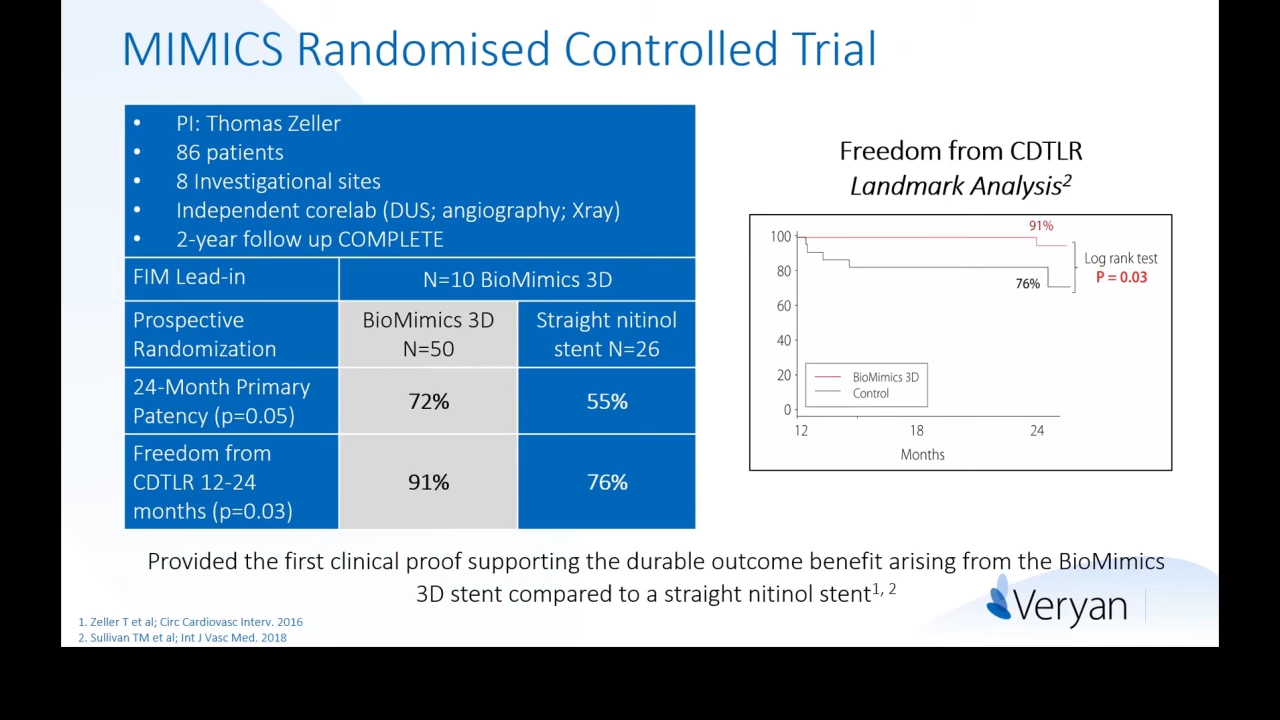 MIMICS Randomised Controlled Trial
• PI: Thomas Zeller
• 86 patients
• 8 Investigational sites
• Independent corelab (DUS; angiography; Xray)
• 2-year follow up COMPLETE
FIM Lead-in
N=10 BioMimics 3D
Prospective
Randomization
BioMimics 3D
N=50
Straight nitinol
stent N=26
24-Month Primary
Patency (p=0.05)
72%
55%
Freedom from
CDTLR 12-24
months (p=0.03)
91%
76%
Freedom from CDTLR
Landmark Analysis²
100
80
60
40
20
0
91%
76%
Log rank test
P = 0.03
BioMimics 3D
Control
12
18
24
Months
Provided the first clinical proof supporting the durable outcome benefit arising from the BioMimics
3D stent compared to a straight nitinol stent¹, ²
1. Zeller T et al; Circ Cardiovasc Interv. 2016
2. Sullivan TM et al; Int J Vasc Med. 2018
Veryan